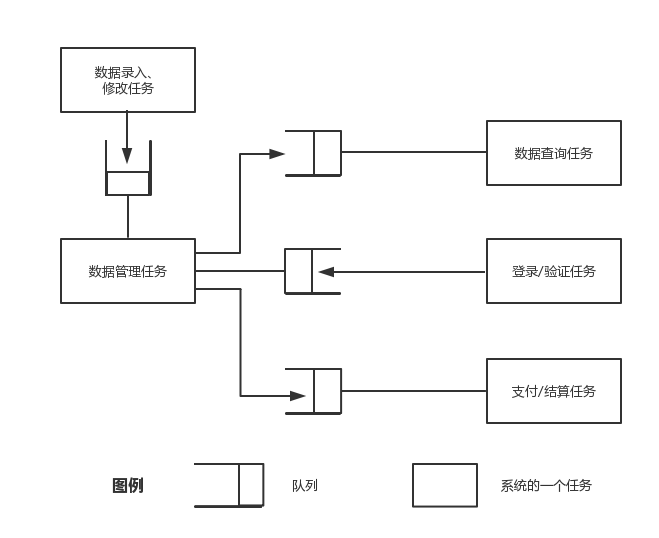 数据录入、
修改任务
数据查询任务
数据管理任务
登录/验证任务
支付/结算任务
图例
队列
系统的一个任务